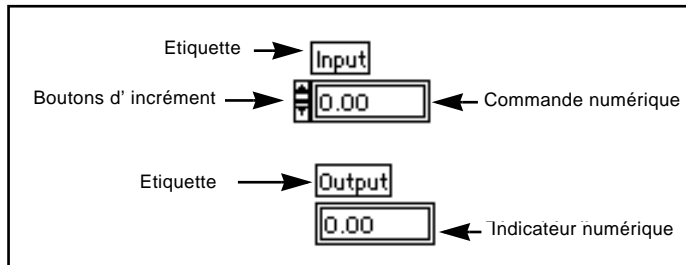 Etiquette
Input
Boutons d' incrément
0.00
Commande numérique
Etiquette
Output
0.00
Indicateur numérique